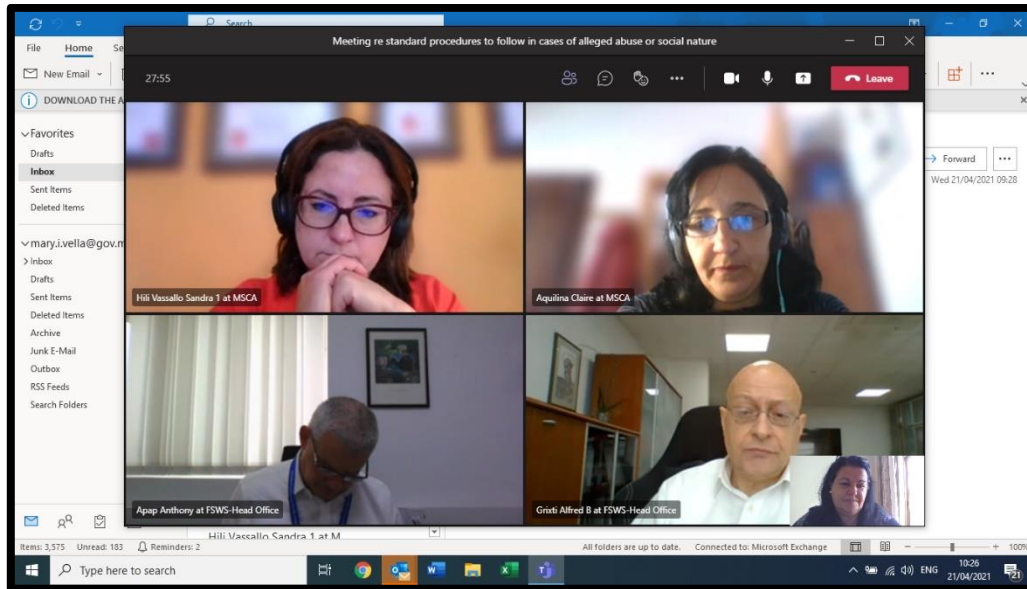 Search
File Home Se
Meeting re standard procedures to follow in cases of alleged abuse or social nature
New Email
27:55
Leave
DOWNLOAD THE A
Favorites
Drafts
Inbox
Sent Items
Deleted Items
Forward
Wed 21/04/2021 09:28
mary.i.vella@gov.m
Inbox
Drafts
Sent Items
Deleted Items
Archive
Junk E-Mail
Outbox
RSS Feeds
Search Folders
Hili Vassallo Sandra 1 at MSCA
Aquilina Claire at MSCA
Apap Anthony at FSWS-Head Office
Grixti Alfred B at FSWS-Head Office
Hili Vassallo Sandra 1 at M
Items: 3,575 Unread: 183 Reminders: 2
All folders are up to date. Connected to: Microsoft Exchange
100%
Type here to search
ENG
10:26
21/04/2021
21